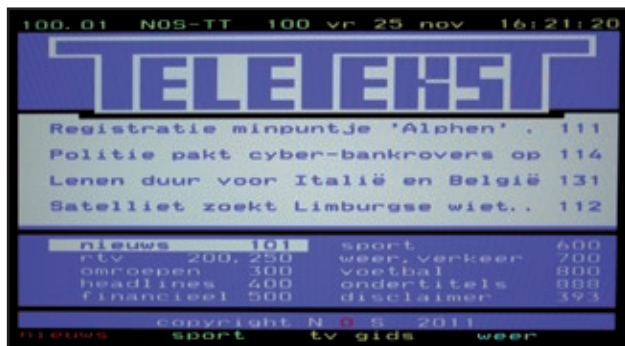 100.01 NOS-TT 100 vr 25 nov 16:21:20
TELETEKST
Registratie minpuntje 'Alphen' . 111
Politie pakt cyber-bankrovers op 114
Lenen duur voor Italië en België 131
Satelliet zoekt Limburgse wiet.. 112
nieuws 101 sport 600
rtv 200,250 weer,verkeer 700
omroepen 300 voetbal 800
headlines 400 ondertitels 888
financieel 500 disclaimer 393
copyright N O S 2011
nieuws sport tv gids weer